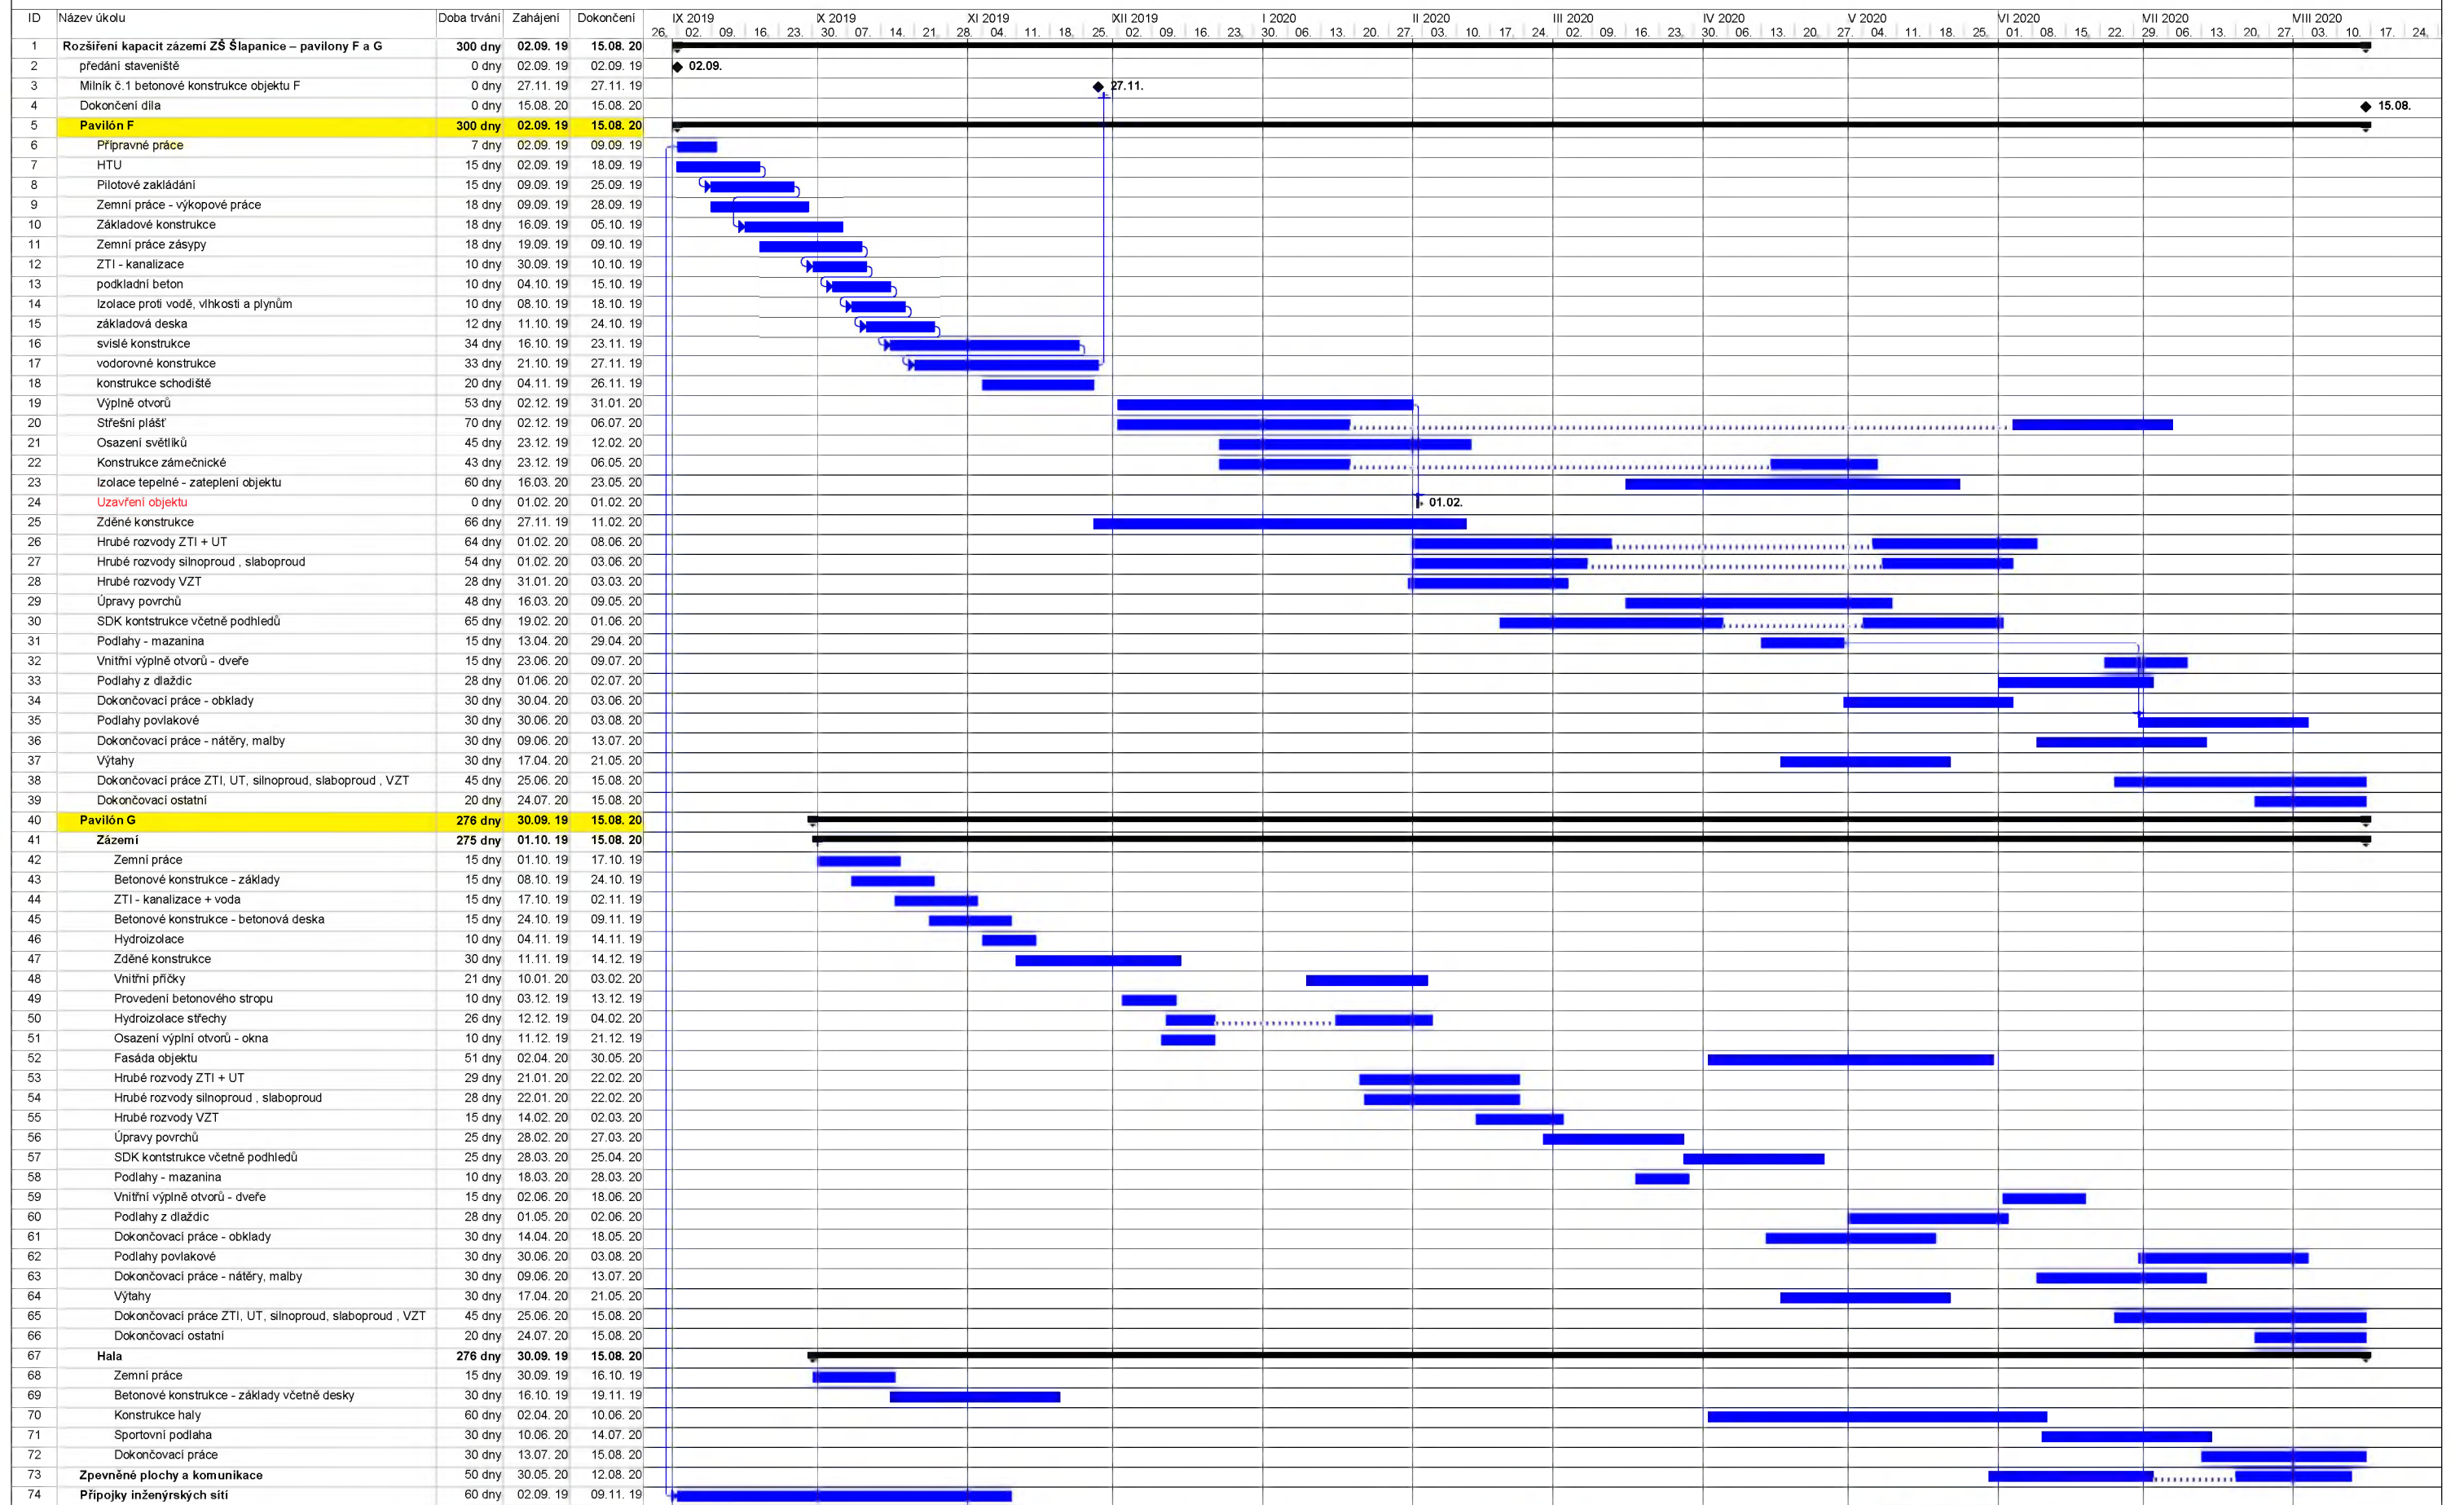 ID Název úkolu Doba trvání Zahájení Dokončení IX 2019 X 2019 XI 2019 XII 2019 I 2020 II 2020 III 2020 IV 2020 V 2020 VI 2020 VII 2020 VIII 2020
26. 02. 09. 16. 23. 30. 07. 14. 21. 28. 04. 11. 18. 25. 02. 09. 16. 23. 30. 06. 13. 20. 27. 03. 10. 17. 24. 02. 09. 16. 23. 30. 06. 13. 20. 27. 04. 11. 18. 25. 01. 08. 15. 22. 29. 06. 13. 20. 27. 03. 10. 17. 24.
1 Rozšíření kapacit zázemí ZŠ Šlapanice – pavilony F a G 300 dny 02.09. 19 15.08. 20
2 předání staveniště 0 dny 02.09. 19 02.09. 19 02.09.
3 Milník č.1 betonové konstrukce objektu F 0 dny 27.11. 19 27.11. 19 27.11.
4 Dokončení díla 0 dny 15.08. 20 15.08. 20 15.08.
5 Pavilón F 300 dny 02.09. 19 15.08. 20
6 Přípravné práce 7 dny 02.09. 19 09.09. 19
7 HTU 15 dny 02.09. 19 18.09. 19
8 Pilotové zakládání 15 dny 09.09. 19 25.09. 19
9 Zemní práce - výkopové práce 18 dny 09.09. 19 28.09. 19
10 Základové konstrukce 18 dny 16.09. 19 05.10. 19
11 Zemní práce zásypy 18 dny 19.09. 19 09.10. 19
12 ZTI - kanalizace 10 dny 30.09. 19 10.10. 19
13 podkladní beton 10 dny 04.10. 19 15.10. 19
14 Izolace proti vodě, vlhkosti a plynům 10 dny 08.10. 19 18.10. 19
15 základová deska 12 dny 11.10. 19 24.10. 19
16 svislé konstrukce 34 dny 16.10. 19 23.11. 19
17 vodorovné konstrukce 33 dny 21.10. 19 27.11. 19
18 konstrukce schodiště 20 dny 04.11. 19 26.11. 19
19 Výplně otvorů 53 dny 02.12. 19 31.01. 20
20 Střešní plášť 70 dny 02.12. 19 06.07. 20
21 Osazení světlíků 45 dny 23.12. 19 12.02. 20
22 Konstrukce zámečnické 43 dny 23.12. 19 06.05. 20
23 Izolace tepelné - zateplení objektu 60 dny 16.03. 20 23.05. 20
24 Uzavření objektu 0 dny 01.02. 20 01.02. 20 01.02.
25 Zděné konstrukce 66 dny 27.11. 19 11.02. 20
26 Hrubé rozvody ZTI + UT 64 dny 01.02. 20 08.06. 20
27 Hrubé rozvody silnoproud , slaboproud 54 dny 01.02. 20 03.06. 20
28 Hrubé rozvody VZT 28 dny 31.01. 20 03.03. 20
29 Úpravy povrchů 48 dny 16.03. 20 09.05. 20
30 SDK kontstrukce včetně podhledů 65 dny 19.02. 20 01.06. 20
31 Podlahy - mazanina 15 dny 13.04. 20 29.04. 20
32 Vnitřní výplně otvorů - dveře 15 dny 23.06. 20 09.07. 20
33 Podlahy z dlaždic 28 dny 01.06. 20 02.07. 20
34 Dokončovací práce - obklady 30 dny 30.04. 20 03.06. 20
35 Podlahy povlakové 30 dny 30.06. 20 03.08. 20
36 Dokončovací práce - nátěry, malby 30 dny 09.06. 20 13.07. 20
37 Výtahy 30 dny 17.04. 20 21.05. 20
38 Dokončovací práce ZTI, UT, silnoproud, slaboproud , VZT 45 dny 25.06. 20 15.08. 20
39 Dokončovací ostatní 20 dny 24.07. 20 15.08. 20
40 Pavilón G 276 dny 30.09. 19 15.08. 20
41 Zázemí 275 dny 01.10. 19 15.08. 20
42 Zemní práce 15 dny 01.10. 19 17.10. 19
43 Betonové konstrukce - základy 15 dny 08.10. 19 24.10. 19
44 ZTI - kanalizace + voda 15 dny 17.10. 19 02.11. 19
45 Betonové konstrukce - betonová deska 15 dny 24.10. 19 09.11. 19
46 Hydroizolace 10 dny 04.11. 19 14.11. 19
47 Zděné konstrukce 30 dny 11.11. 19 14.12. 19
48 Vnitřní příčky 21 dny 10.01. 20 03.02. 20
49 Provedení betonového stropu 10 dny 03.12. 19 13.12. 19
50 Hydroizolace střechy 26 dny 12.12. 19 04.02. 20
51 Osazení výplní otvorů - okna 10 dny 11.12. 19 21.12. 19
52 Fasáda objektu 51 dny 02.04. 20 30.05. 20
53 Hrubé rozvody ZTI + UT 29 dny 21.01. 20 22.02. 20
54 Hrubé rozvody silnoproud , slaboproud 28 dny 22.01. 20 22.02. 20
55 Hrubé rozvody VZT 15 dny 14.02. 20 02.03. 20
56 Úpravy povrchů 25 dny 28.02. 20 27.03. 20
57 SDK kontstrukce včetně podhledů 25 dny 28.03. 20 25.04. 20
58 Podlahy - mazanina 10 dny 18.03. 20 28.03. 20
59 Vnitřní výplně otvorů - dveře 15 dny 02.06. 20 18.06. 20
60 Podlahy z dlaždic 28 dny 01.05. 20 02.06. 20
61 Dokončovací práce - obklady 30 dny 14.04. 20 18.05. 20
62 Podlahy povlakové 30 dny 30.06. 20 03.08. 20
63 Dokončovací práce - nátěry, malby 30 dny 09.06. 20 13.07. 20
64 Výtahy 30 dny 17.04. 20 21.05. 20
65 Dokončovací práce ZTI, UT, silnoproud, slaboproud , VZT 45 dny 25.06. 20 15.08. 20
66 Dokončovací ostatní 20 dny 24.07. 20 15.08. 20
67 Hala 276 dny 30.09. 19 15.08. 20
68 Zemní práce 15 dny 30.09. 19 16.10. 19
69 Betonové konstrukce - základy včetně desky 30 dny 16.10. 19 19.11. 19
70 Konstrukce haly 60 dny 02.04. 20 10.06. 20
71 Sportovní podlaha 30 dny 10.06. 20 14.07. 20
72 Dokončovací práce 30 dny 13.07. 20 15.08. 20
73 Zpevněné plochy a komunikace 50 dny 30.05. 20 12.08. 20
74 Přípojky inženýrských sítí 60 dny 02.09. 19 09.11. 19